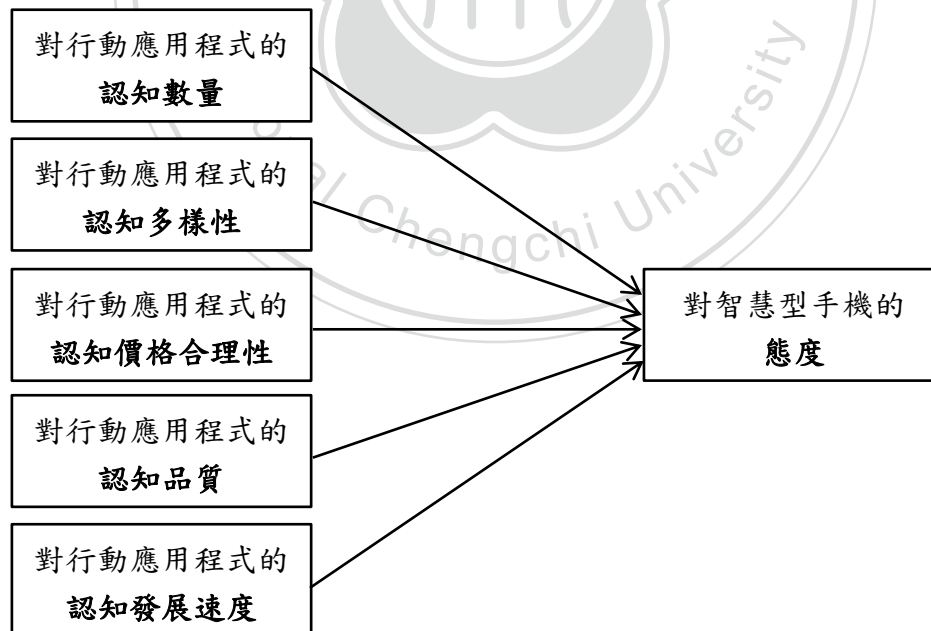 對行動應用程式的
認知數量
對行動應用程式的
認知多樣性
對行動應用程式的
認知價格合理性
對行動應用程式的
認知品質
對行動應用程式的
認知發展速度
對智慧型手機的
態度
al Chengchi University